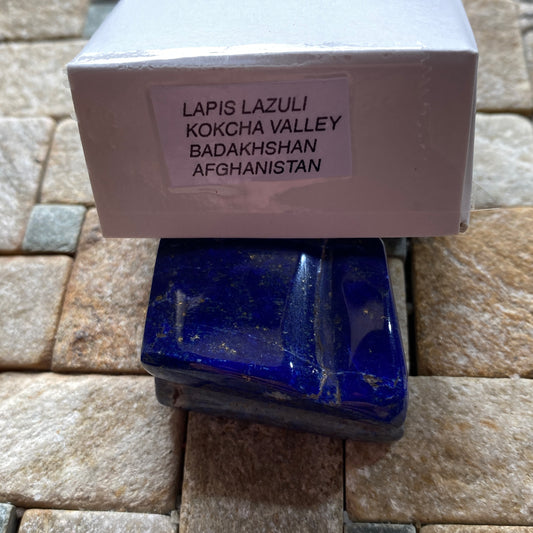 LAPIS LAZULI
KOKCHA VALLEY
BADAKHSHAN
AFGHANISTAN